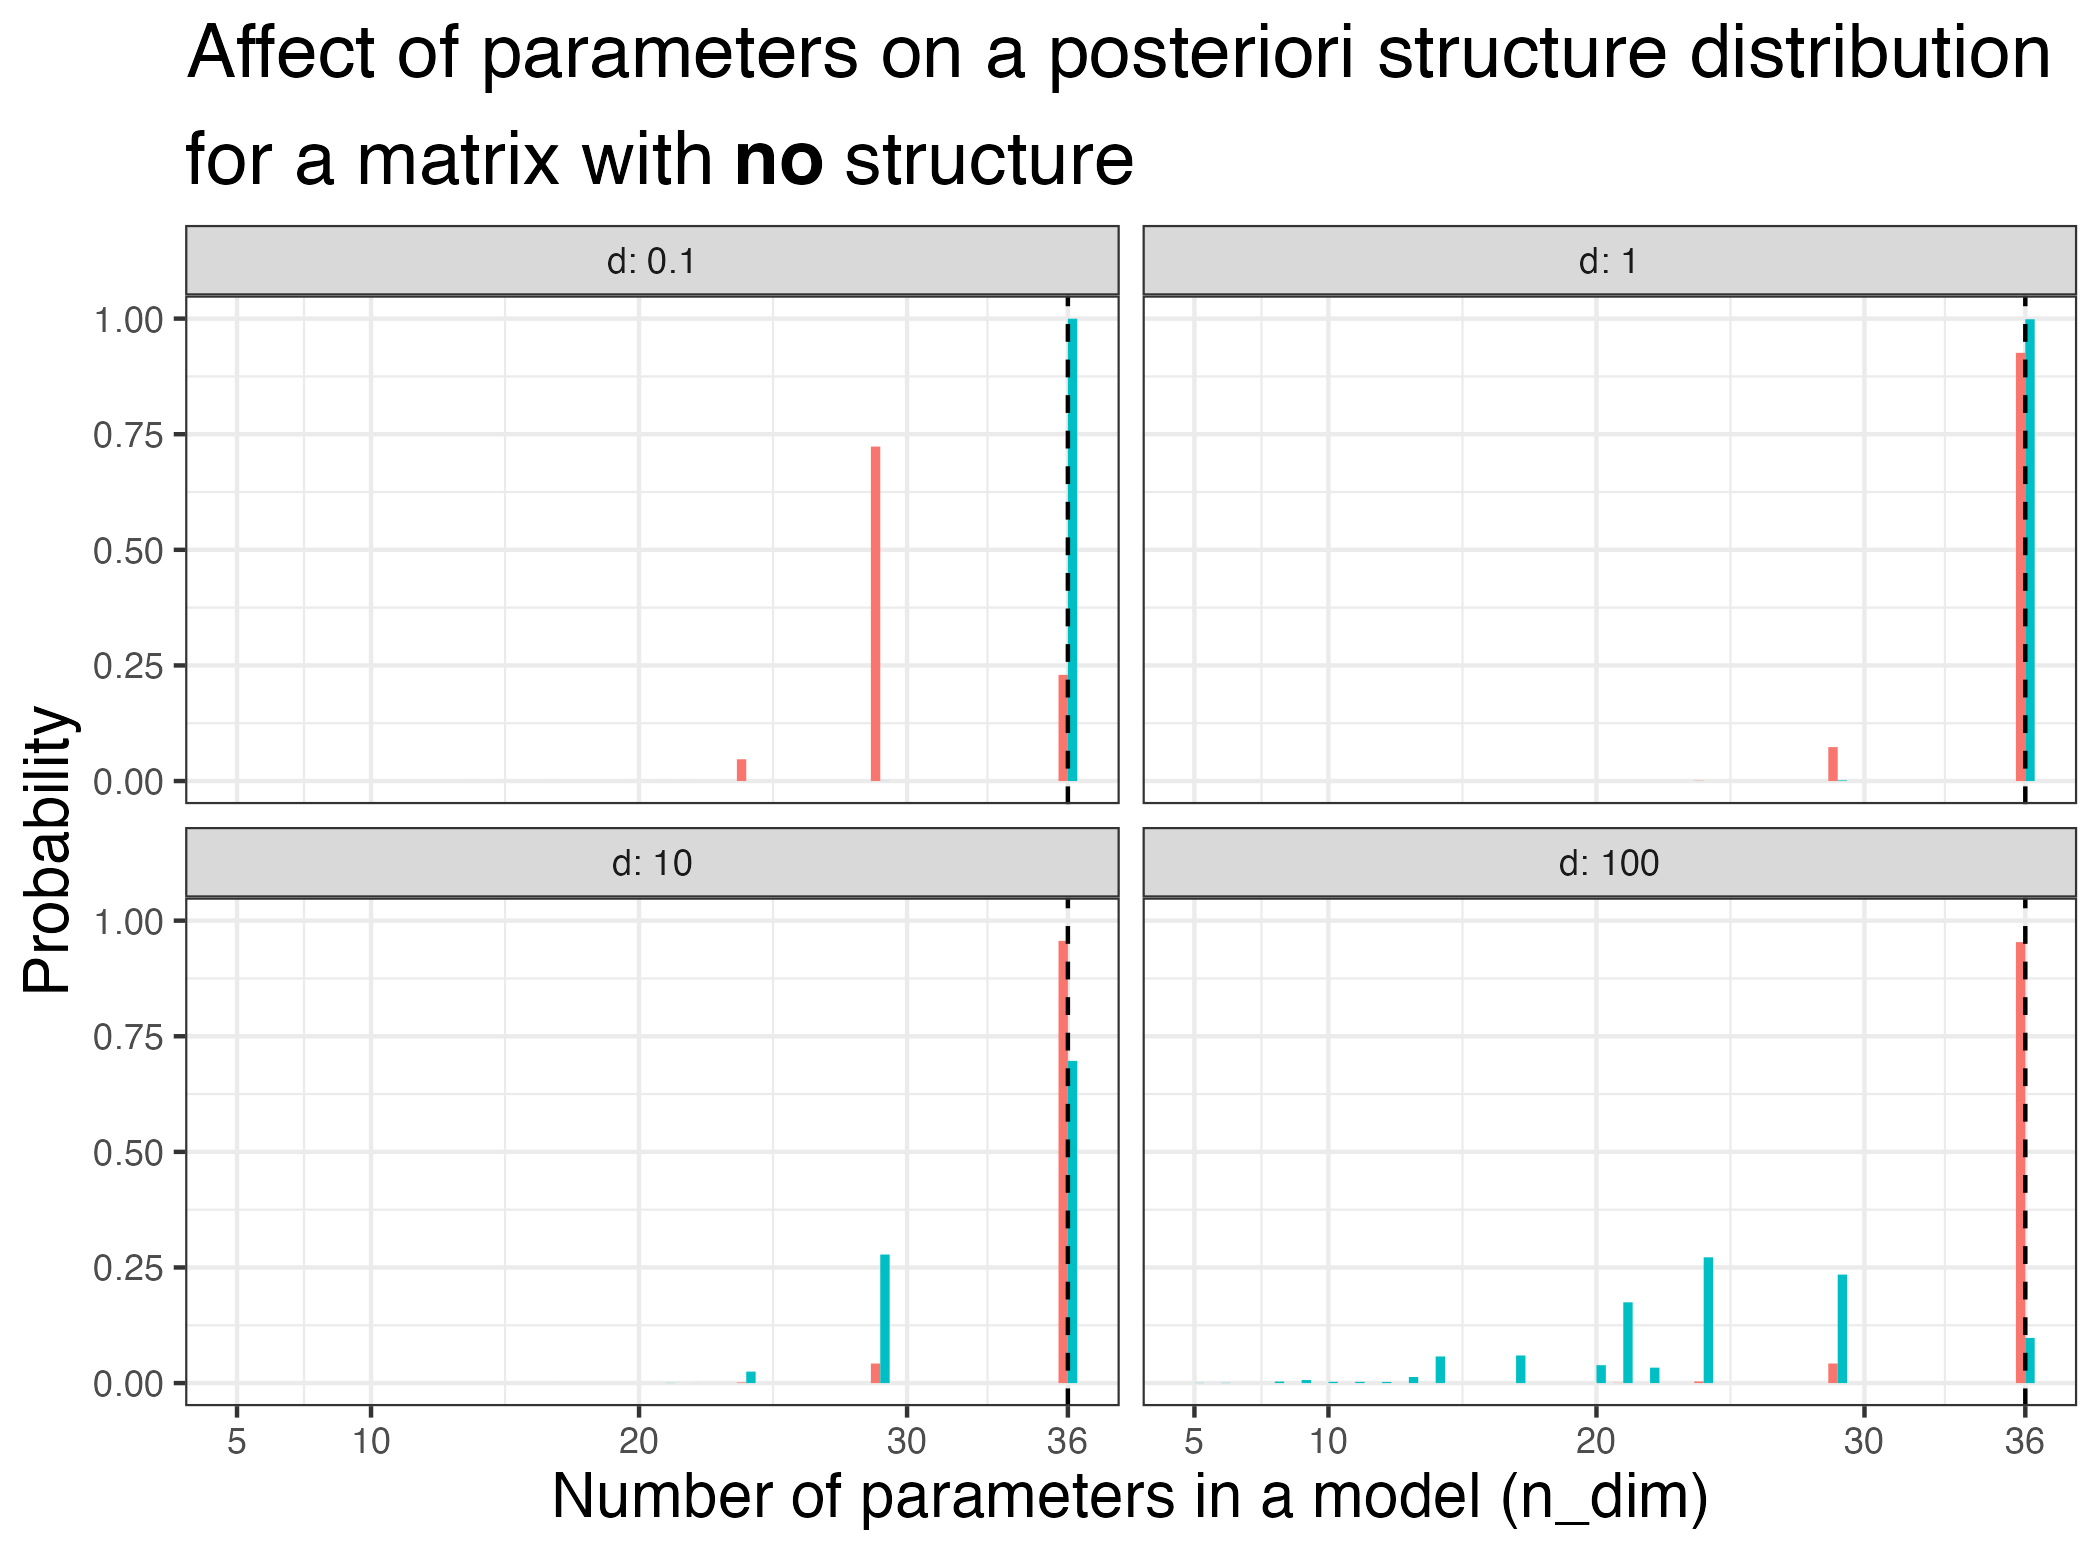 Affect of parameters on a posteriori structure distribution
for a matrix with no structure
d: 0.1
d: 1
1.00
0.75
0.50
0.25
0.00
d: 10
d: 100
1.00
0.75
0.50
0.25
0.00
Probability
5 10 20 30 36
5 10 20 30 36
Number of parameters in a model (n_dim)